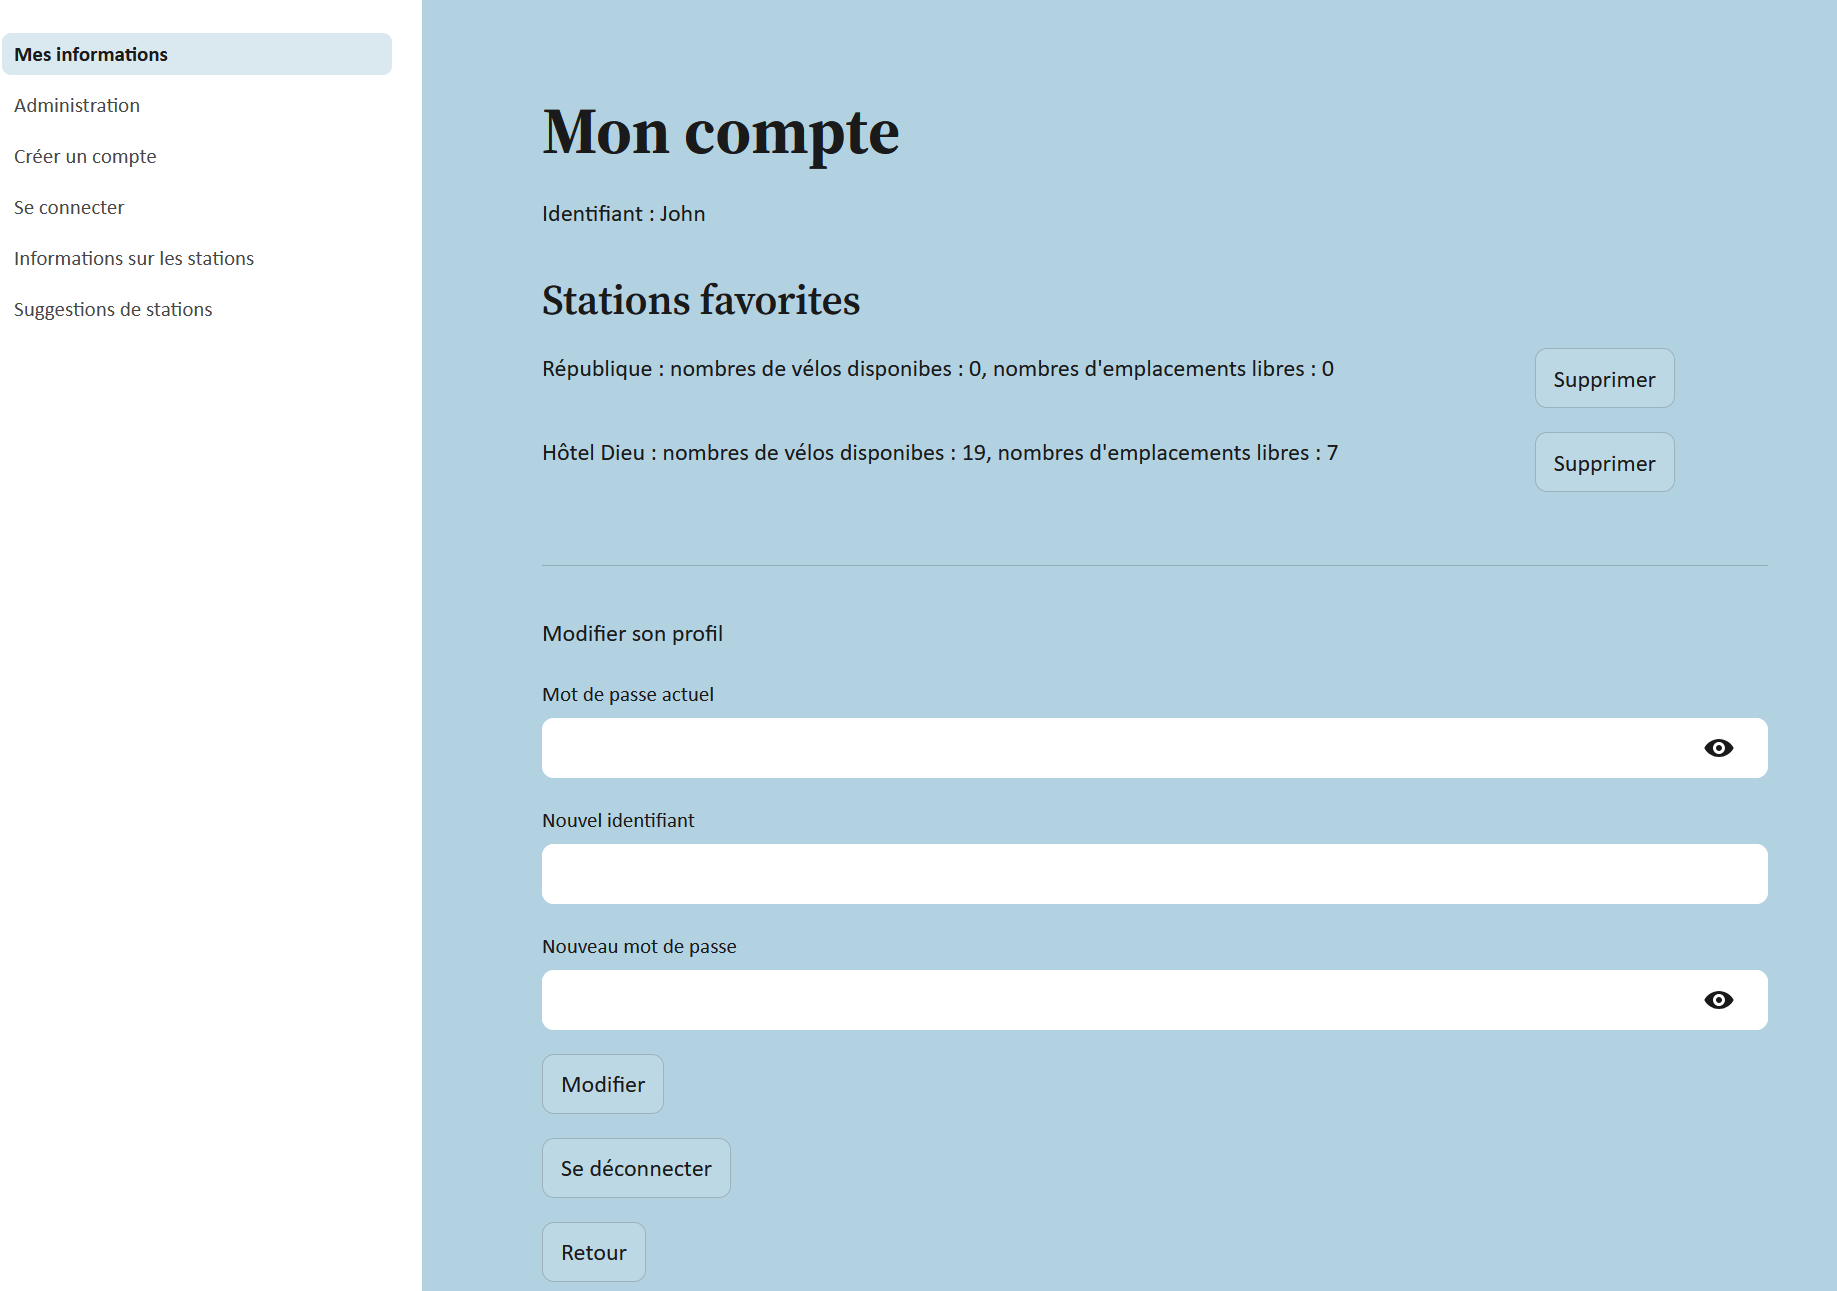 Mes informations
Administration
Créer un compte
Se connecter
Informations sur les stations
Suggestions de stations
Mon compte
Identifiant : John
Stations favorites
République : nombres de vélos disponibes : 0, nombres d'emplacements libres : 0
Supprimer
Hôtel Dieu : nombres de vélos disponibes : 19, nombres d'emplacements libres : 7
Supprimer
Modifier son profil
Mot de passe actuel
Nouvel identifiant
Nouveau mot de passe
Modifier
Se déconnecter
Retour